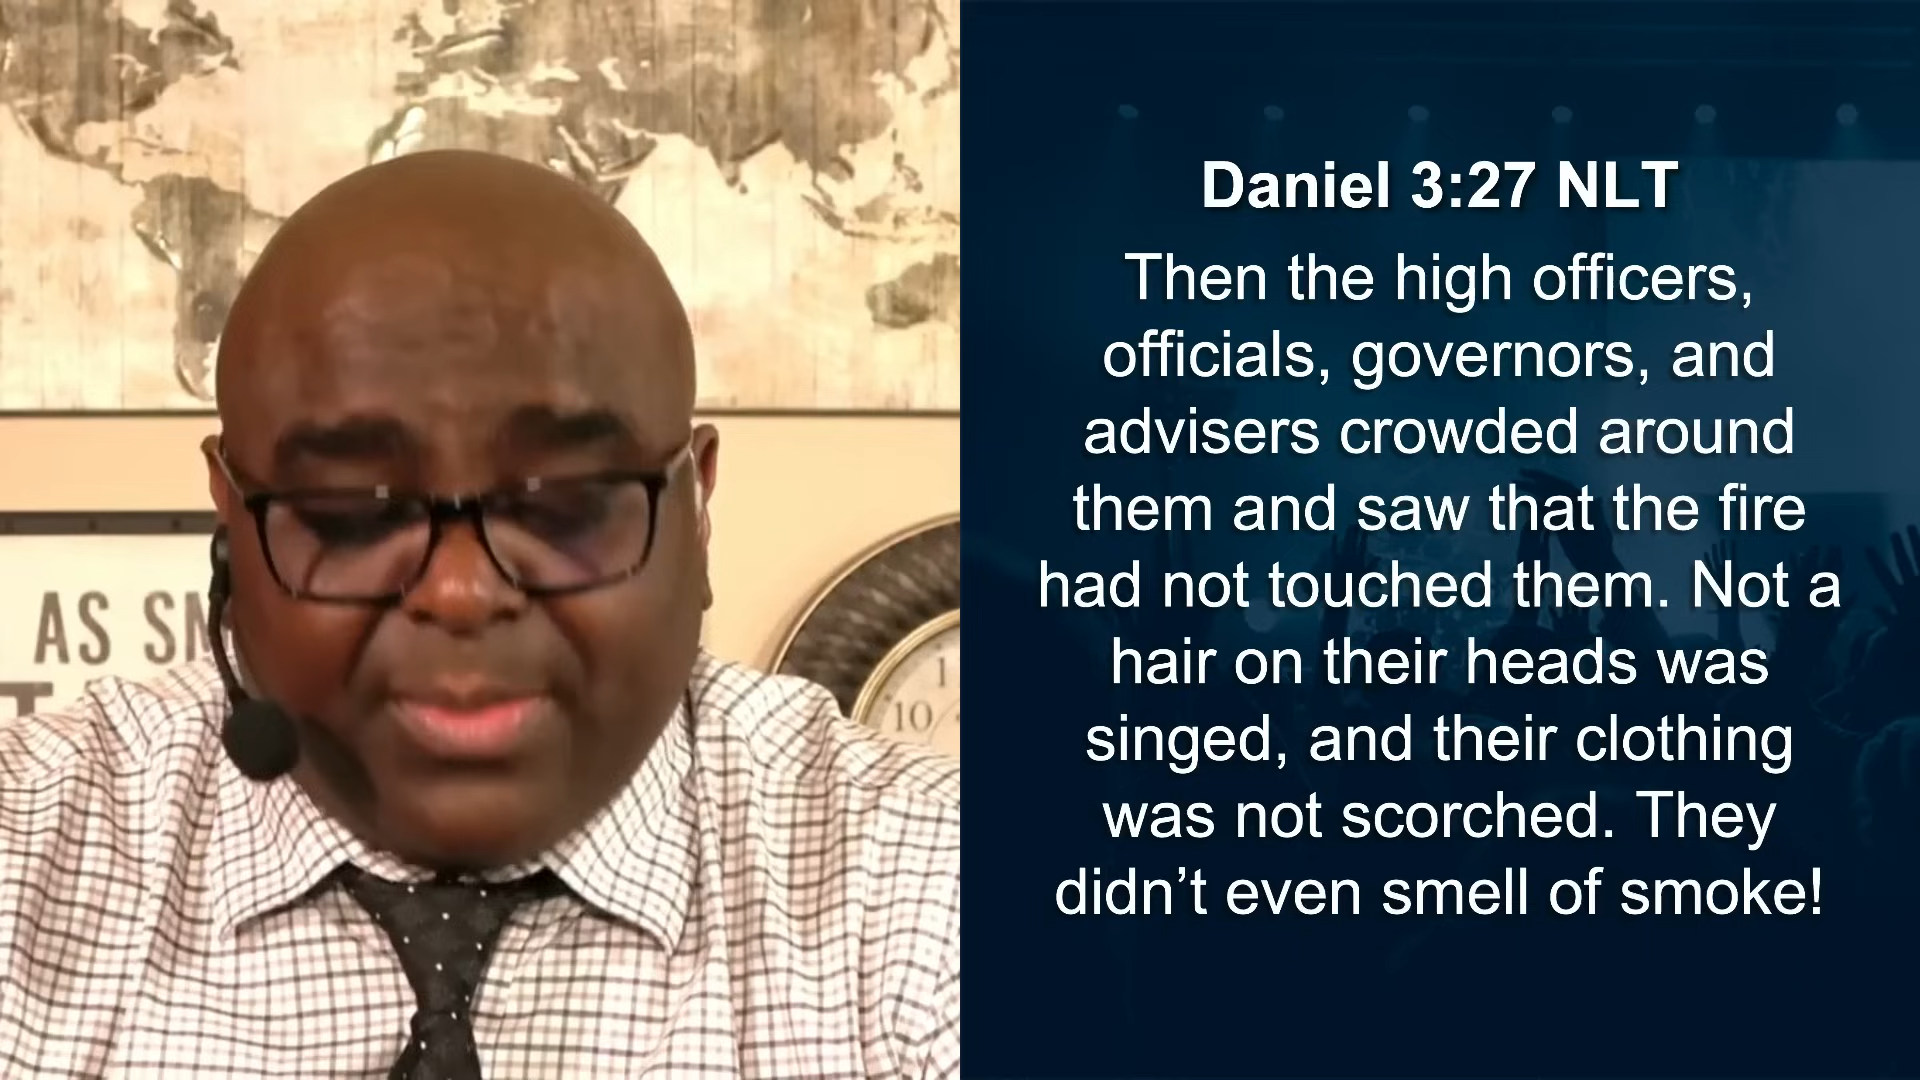 AS SM
1
10
Daniel 3:27 NLT
Then the high officers,
officials, governors, and
advisers crowded around
them and saw that the fire
had not touched them. Not a
hair on their heads was
singed, and their clothing
was not scorched. They
didn’t even smell of smoke!